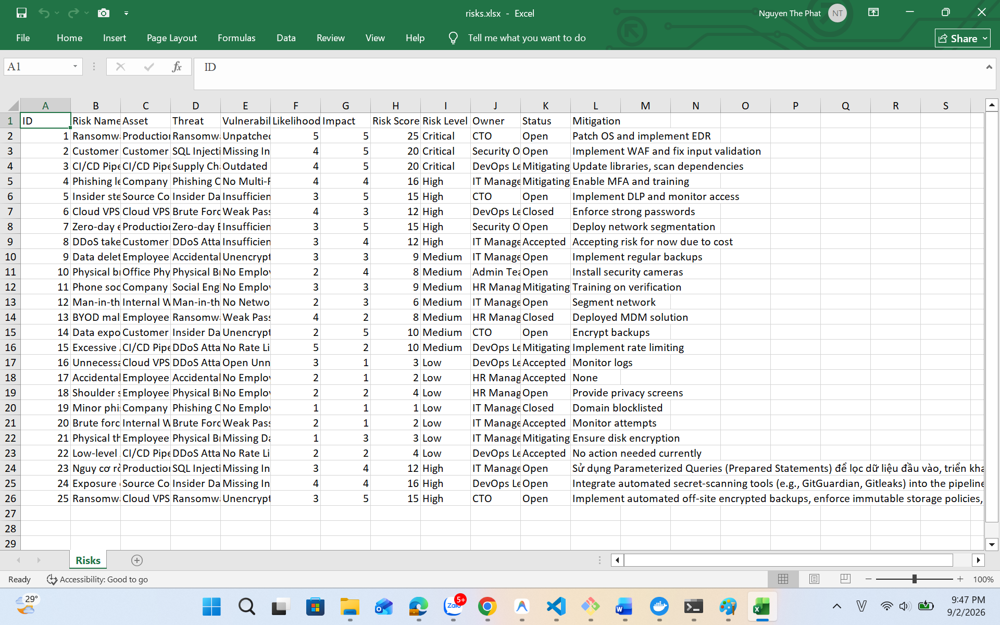 risks.xlsx - Excel
Nguyen The Phat NT
File Home Insert Page Layout Formulas Data Review View Help Tell me what you want to do Share
A1 fx ID
A B C D E F G H I J K L M N O P Q R S
1 ID Risk Name Asset Threat Vulnerabil Likelihood Impact Risk Score Risk Level Owner Status Mitigation
2 1 Ransomwa Production Ransomwa Unpatched 5 5 25 Critical CTO Open Patch OS and implement EDR
3 2 Customer Customer SQL Injecti Missing In 4 5 20 Critical Security O Open Implement WAF and fix input validation
4 3 CI/CD Pipe CI/CD Pipe Supply Cha Outdated 4 5 20 Critical DevOps Le Mitigating Update libraries, scan dependencies
5 4 Phishing le Company Phishing C No Multi-F 4 4 16 High IT Manage Mitigating Enable MFA and training
6 5 Insider ste Source Co Insider Da Insufficien 3 5 15 High CTO Open Implement DLP and monitor access
7 6 Cloud VPS Cloud VPS Brute Forc Weak Pass 4 3 12 High DevOps Le Closed Enforce strong passwords
8 7 Zero-day e Production Zero-day E Insufficien 3 5 15 High Security O Open Deploy network segmentation
9 8 DDoS take Customer DDoS Atta Insufficien 3 4 12 High IT Manage Accepted Accepting risk for now due to cost
10 9 Data delet Employee Accidental Unencrypt 3 3 9 Medium IT Manage Open Implement regular backups
11 10 Physical br Office Phy Physical Br No Employ 2 4 8 Medium Admin Tea Open Install security cameras
12 11 Phone soc Company Social Engi No Employ 3 3 9 Medium HR Manag Mitigating Training on verification
13 12 Man-in-th Internal W Man-in-th No Netwo 2 3 6 Medium IT Manage Open Segment network
14 13 BYOD mal Employee Ransomwa Weak Pass 4 2 8 Medium HR Manag Closed Deployed MDM solution
15 14 Data expo Customer Insider Da Unencrypt 2 5 10 Medium CTO Open Encrypt backups
16 15 Excessive CI/CD Pipe DDoS Atta No Rate Li 5 2 10 Medium DevOps Le Mitigating Implement rate limiting
17 16 Unnecessa Cloud VPS DDoS Atta Open Unn 3 1 3 Low DevOps Le Accepted Monitor logs
18 17 Accidental Employee Accidental No Employ 2 1 2 Low HR Manag Accepted None
19 18 Shoulder s Employee Physical Br No Employ 2 2 4 Low HR Manag Open Provide privacy screens
20 19 Minor phi Company Phishing C No Employ 1 1 1 Low IT Manage Closed Domain blocklisted
21 20 Brute forc Internal W Brute Forc Weak Pass 2 1 2 Low IT Manage Accepted Monitor attempts
22 21 Physical th Employee Physical Br Missing Da 1 3 3 Low IT Manage Mitigating Ensure disk encryption
23 22 Low-level CI/CD Pipe DDoS Atta No Rate Li 2 2 4 Low DevOps Le Accepted No action needed currently
24 23 Nguy cơ rò Production SQL Injecti Missing In 3 4 12 High IT Manage Open Sử dụng Parameterized Queries (Prepared Statements) để lọc dữ liệu đầu vào, triển kha
25 24 Exposure Source Co Insider Da Missing In 4 4 16 High DevOps Le Open Integrate automated secret-scanning tools (e.g., GitGuardian, Gitleaks) into the pipeline
26 25 Ransomwa Cloud VPS Ransomwa Unencrypt 3 5 15 High CTO Open Implement automated off-site encrypted backups, enforce immutable storage policies,
27
28
29
Risks
Ready Accessibility: Good to go 100%
29° Zalo 5+ V 9:47 PM
9/2/2026